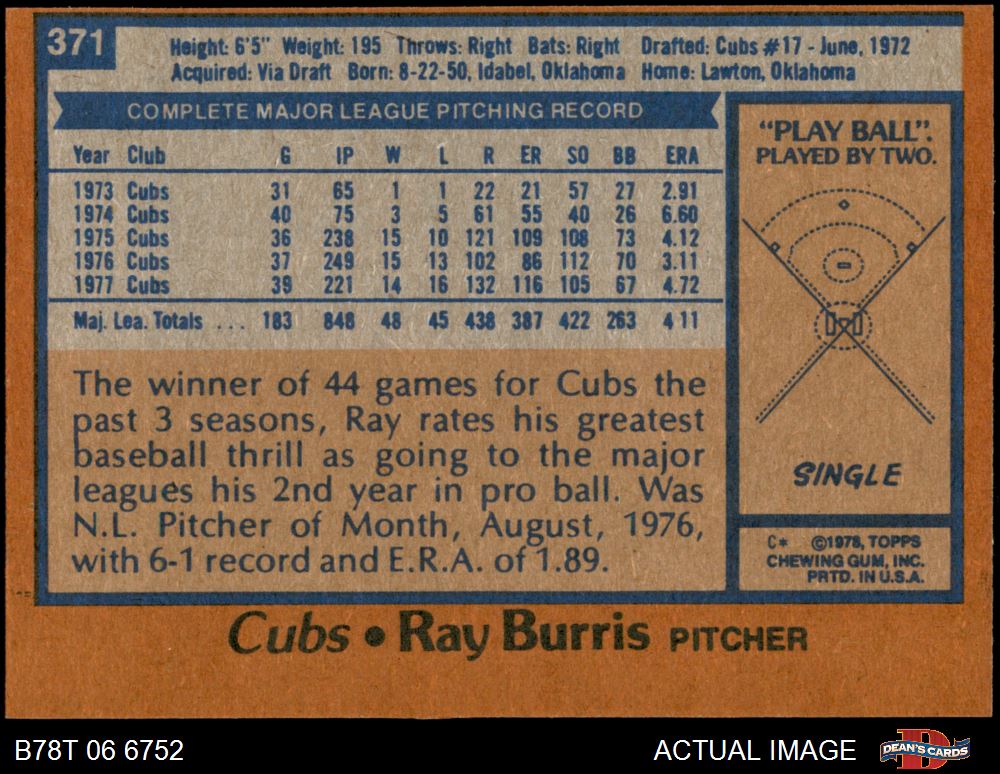 371
Height: 6'5" Weight: 195 Throws: Right Bats: Right Drafted: Cubs #17 - June, 1972
Acquired: Via Draft Born: 8-22-50, Idabel, Oklahoma Home: Lawton, Oklahoma
COMPLETE MAJOR LEAGUE PITCHING RECORD
Year Club G IP W L R ER SO BB ERA
1973 Cubs 31 65 1 1 22 21 57 27 2.91
1974 Cubs 40 75 3 5 61 55 40 26 6.60
1975 Cubs 36 238 15 10 121 109 108 73 4.12
1976 Cubs 37 249 15 13 102 86 112 70 3.11
1977 Cubs 39 221 14 16 132 116 105 67 4.72
Maj. Lea. Totals ... 183 848 48 45 438 387 422 263 4 11
The winner of 44 games for Cubs the
past 3 seasons, Ray rates his greatest
baseball thrill as going to the major
leagues his 2nd year in pro ball. Was
N.L. Pitcher of Month, August, 1976,
with 6-1 record and E.R.A. of 1.89.
"PLAY BALL".
PLAYED BY TWO.
SINGLE
C* ©1978, TOPPS
CHEWING GUM, INC.
PRTD. IN U.S.A.
Cubs • Ray Burris PITCHER
B78T 06 6752
ACTUAL IMAGE
DEAN'S CARDS